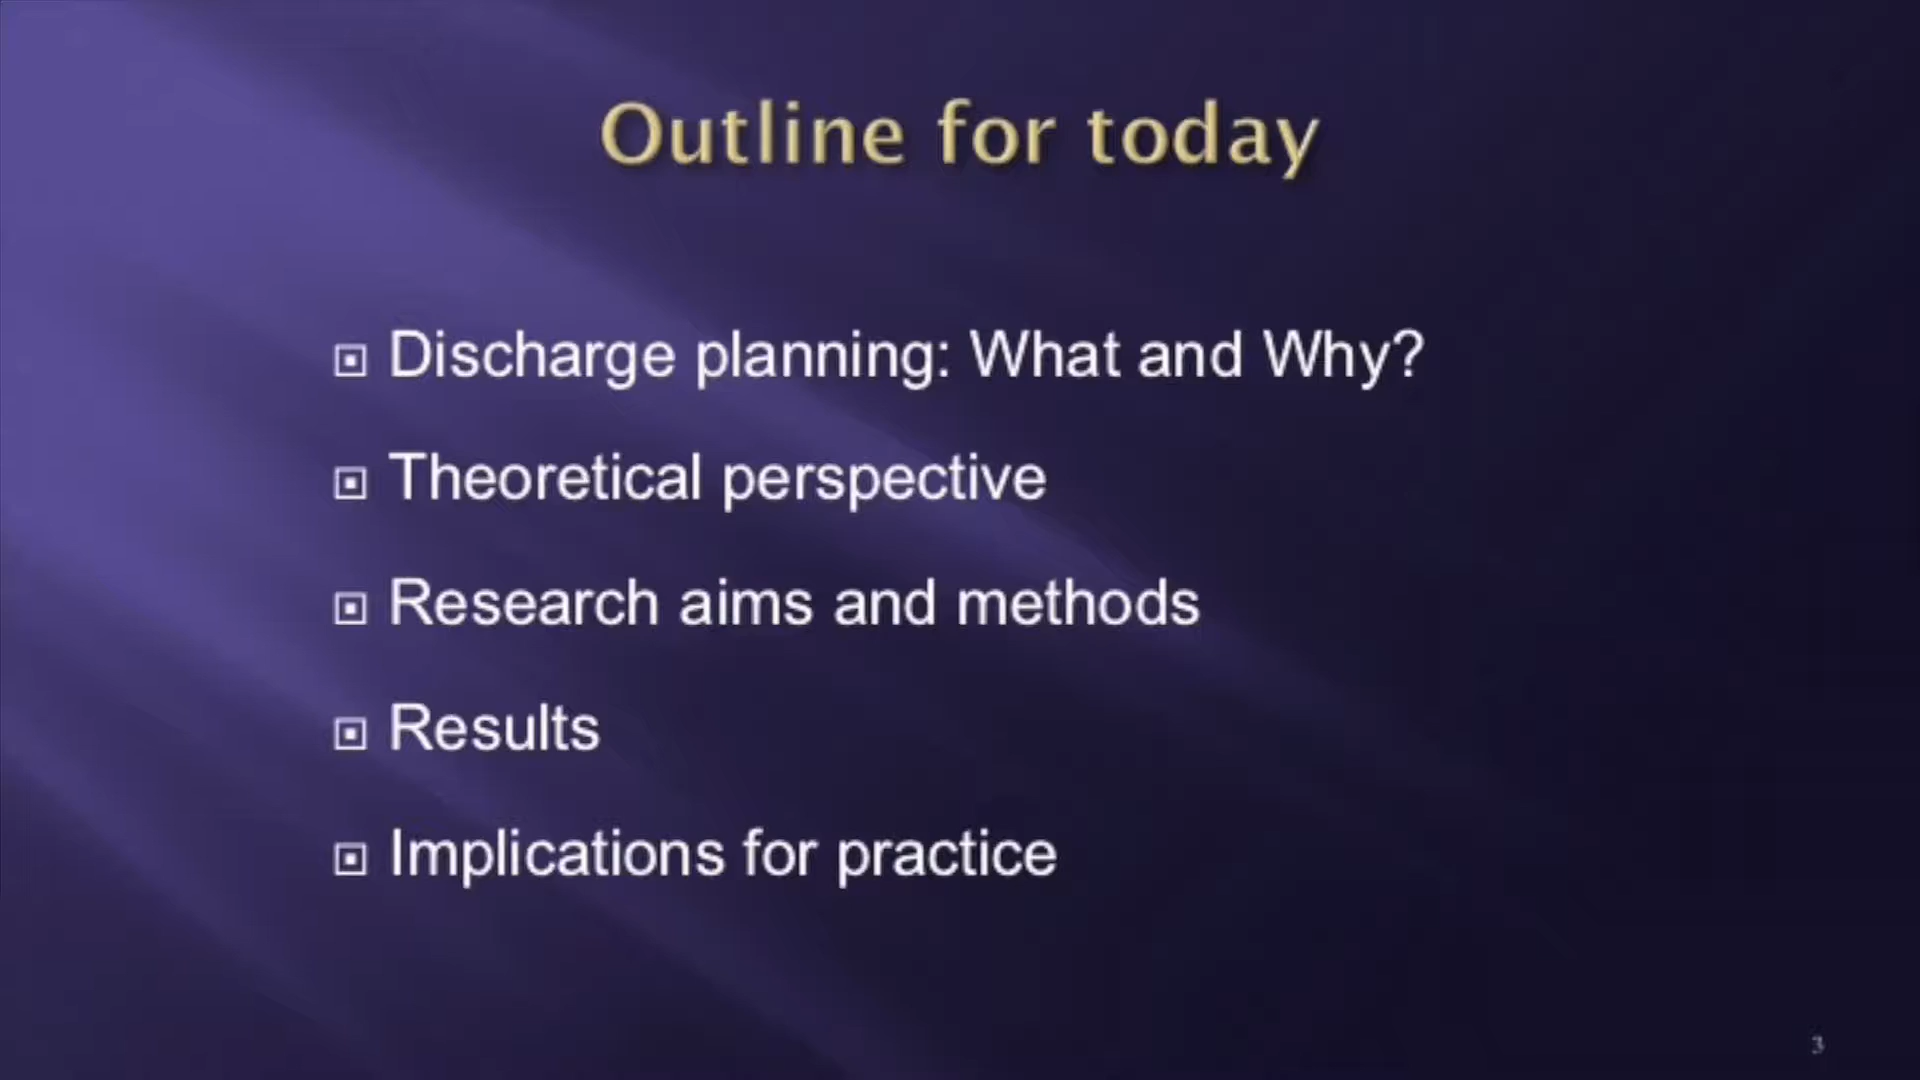 Outline for today
Discharge planning: What and Why?
Theoretical perspective
Research aims and methods
Results
Implications for practice
3